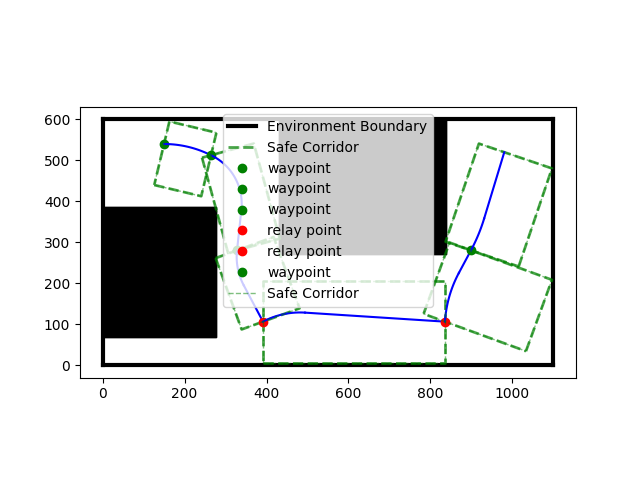 600
500
400
300
200
100
0
Environment Boundary
Safe Corridor
waypoint
waypoint
waypoint
relay point
relay point
waypoint
Safe Corridor
0 200 400 600 800 1000